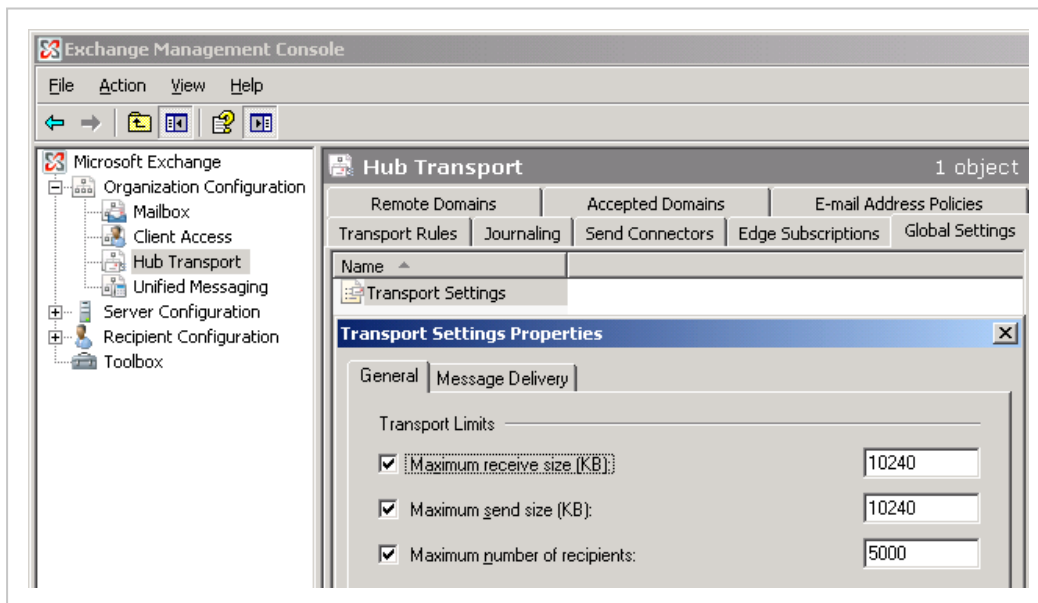 Exchange Management Console
File Action View Help
Microsoft Exchange
Organization Configuration
Mailbox
Client Access
Hub Transport
Unified Messaging
Server Configuration
Recipient Configuration
Toolbox
Hub Transport 1 object
Remote Domains Accepted Domains E-mail Address Policies
Transport Rules Journaling Send Connectors Edge Subscriptions Global Settings
Name
Transport Settings
Transport Settings Properties
General Message Delivery
Transport Limits
Maximum receive size (KB): 10240
Maximum send size (KB): 10240
Maximum number of recipients: 5000